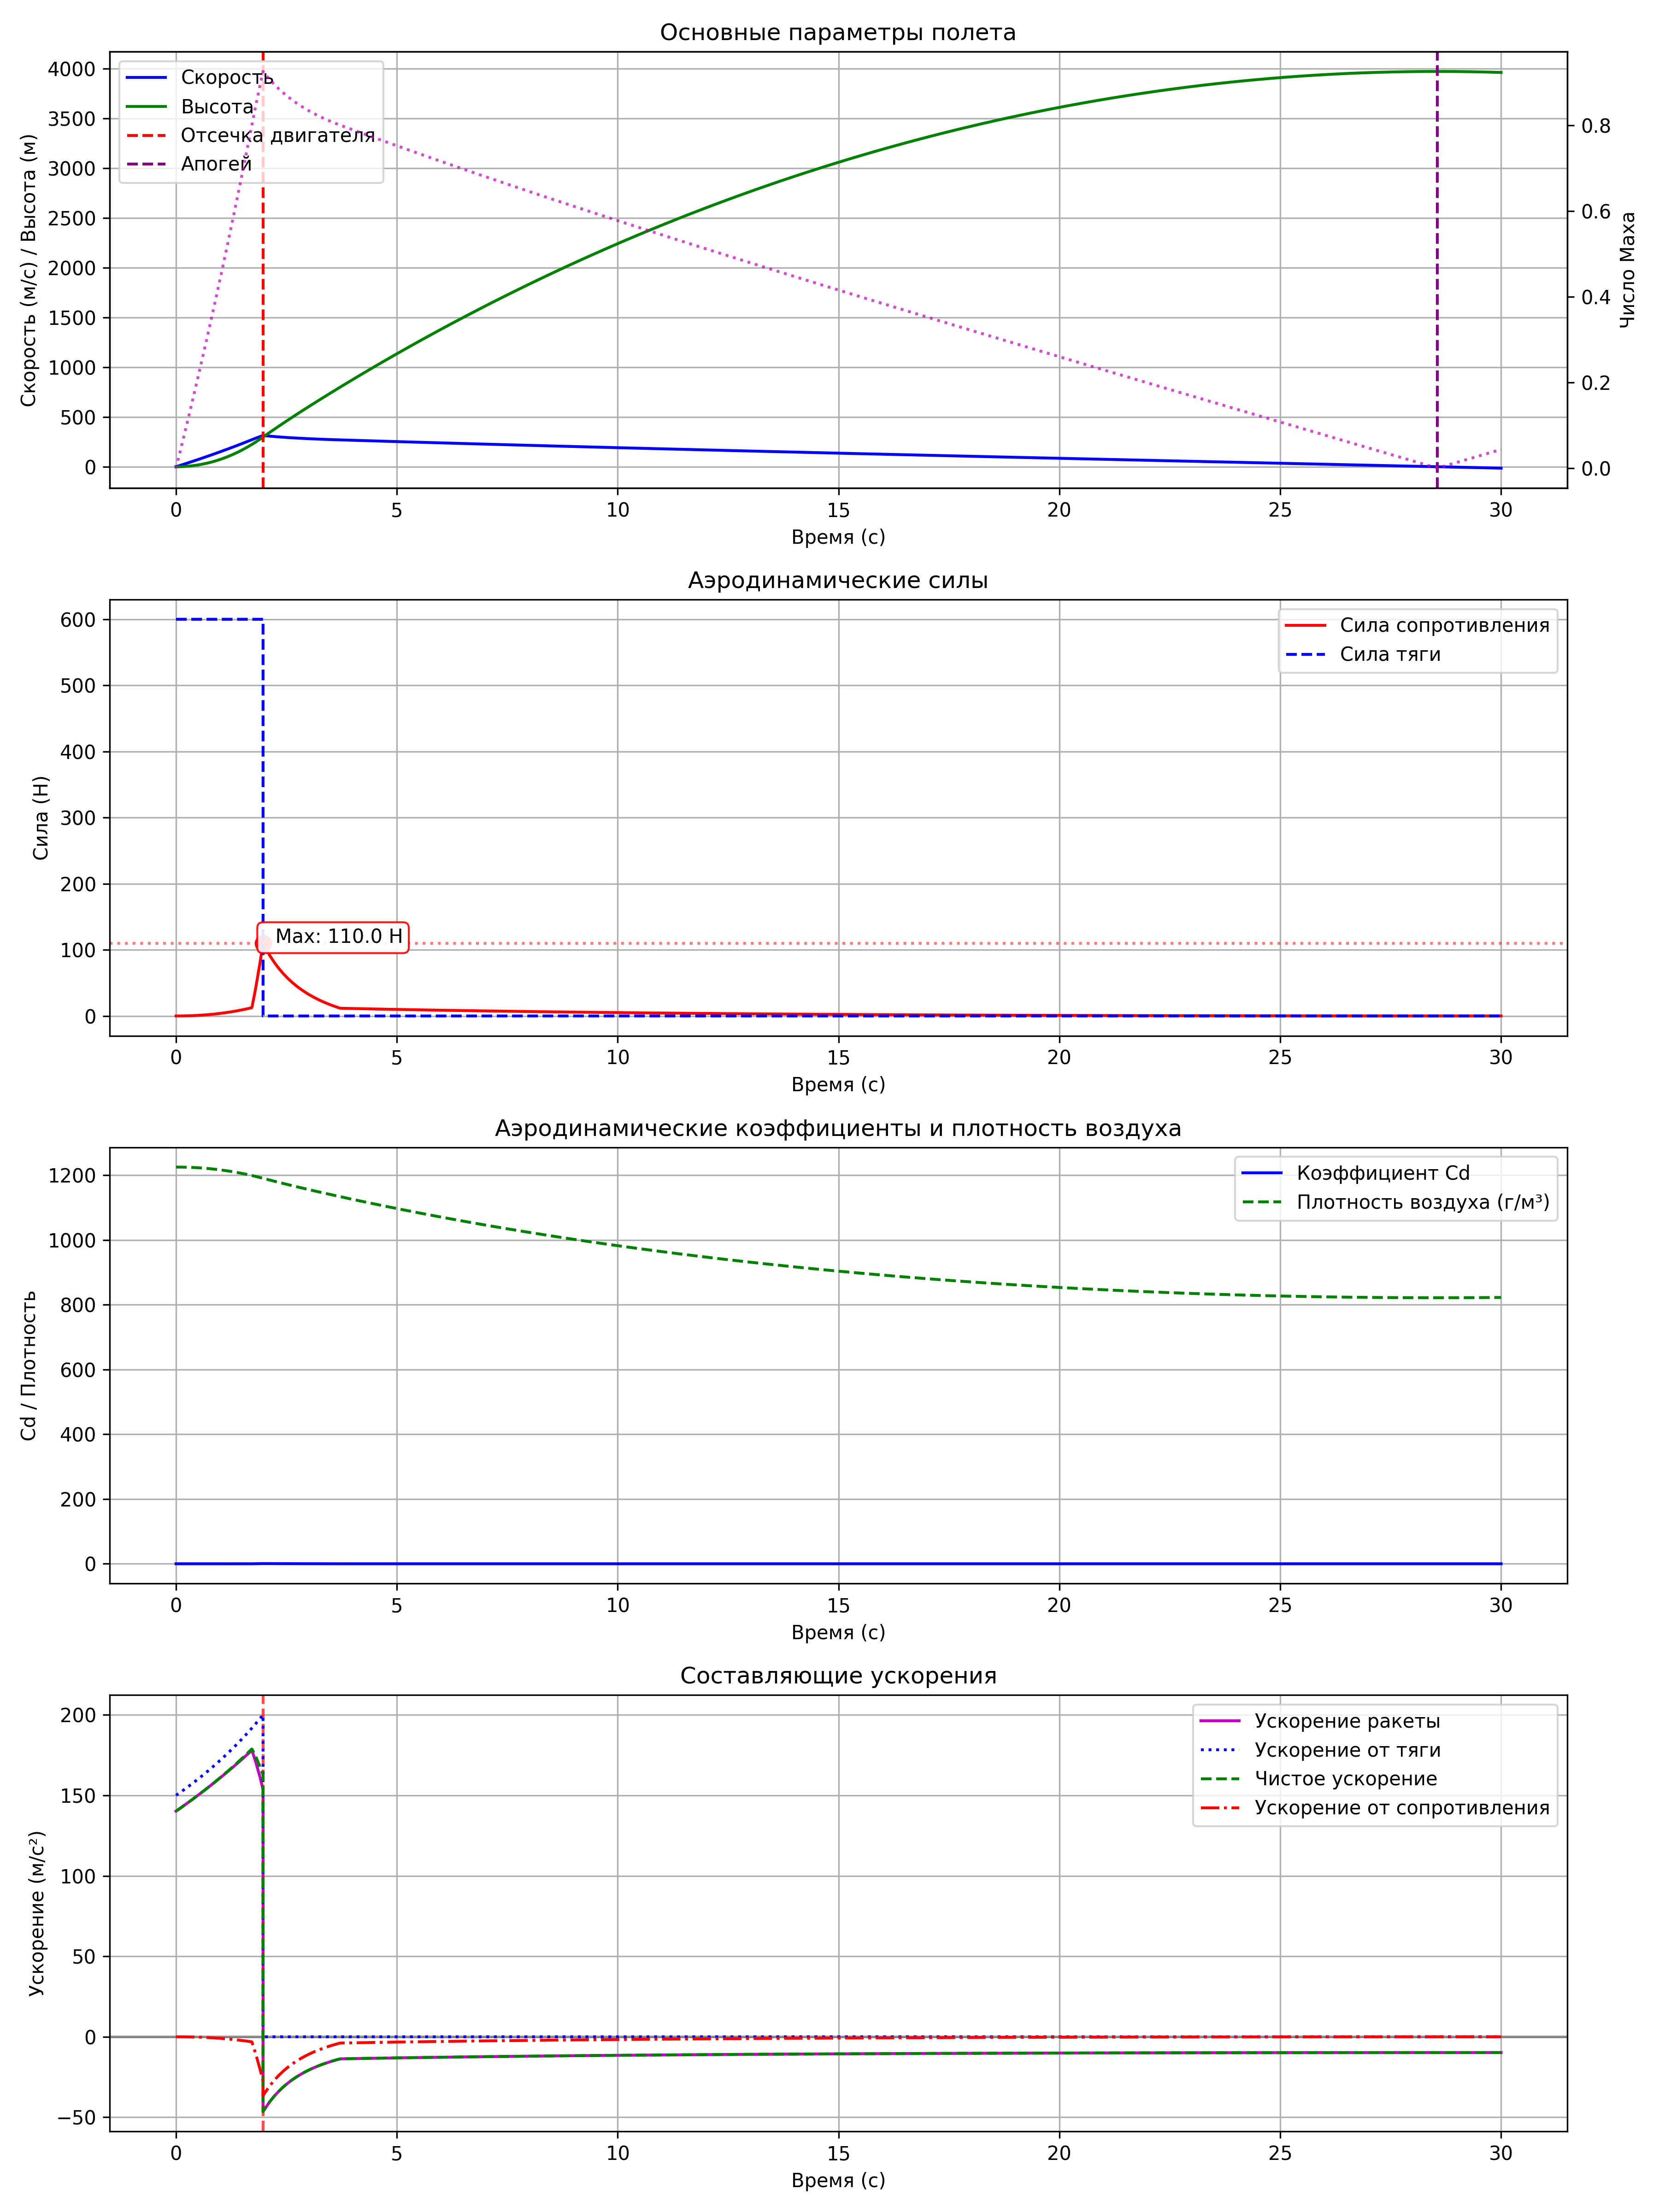 Основные параметры полета
Скорость (м/с) / Высота (м)
4000
3500
3000
2500
2000
1500
1000
500
0
Скорость
Высота
Отсечка двигателя
Апогей
0.8
0.6
0.4
0.2
0.0
Число Маха
0 5 10 15 20 25 30
Время (с)
Аэродинамические силы
Сила (Н)
600
500
400
300
200
100
0
Сила сопротивления
Сила тяги
Max: 110.0 Н
0 5 10 15 20 25 30
Время (с)
Аэродинамические коэффициенты и плотность воздуха
Cd / Плотность
1200
1000
800
600
400
200
0
Коэффициент Cd
Плотность воздуха (г/м³)
0 5 10 15 20 25 30
Время (с)
Составляющие ускорения
Ускорение (м/с²)
200
150
100
50
0
−50
Ускорение ракеты
Ускорение от тяги
Чистое ускорение
Ускорение от сопротивления
0 5 10 15 20 25 30
Время (с)